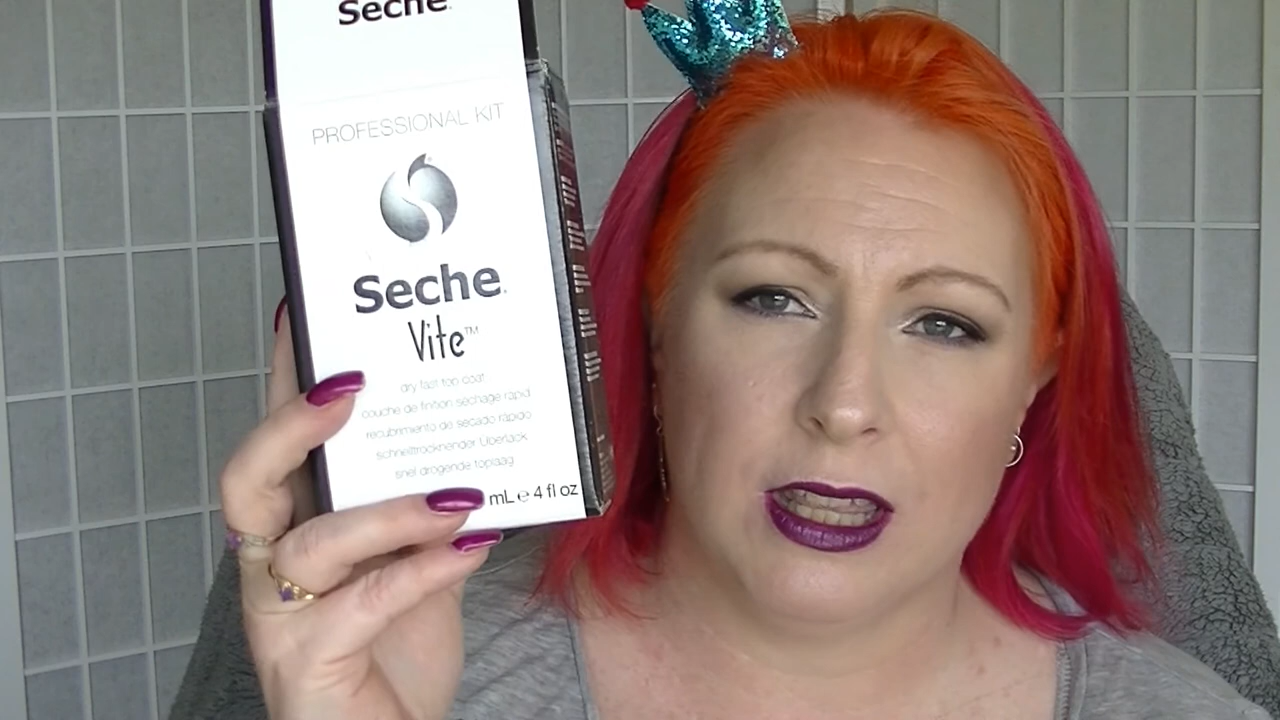 Seche
PROFESSIONAL KIT
Seche
Vite™
dry fast top coat
couche de finition séchage rapid
recubrimiento de secado rápido
schnelltrocknender Überlack
snel drogende toplaag
mL e 4 fl oz